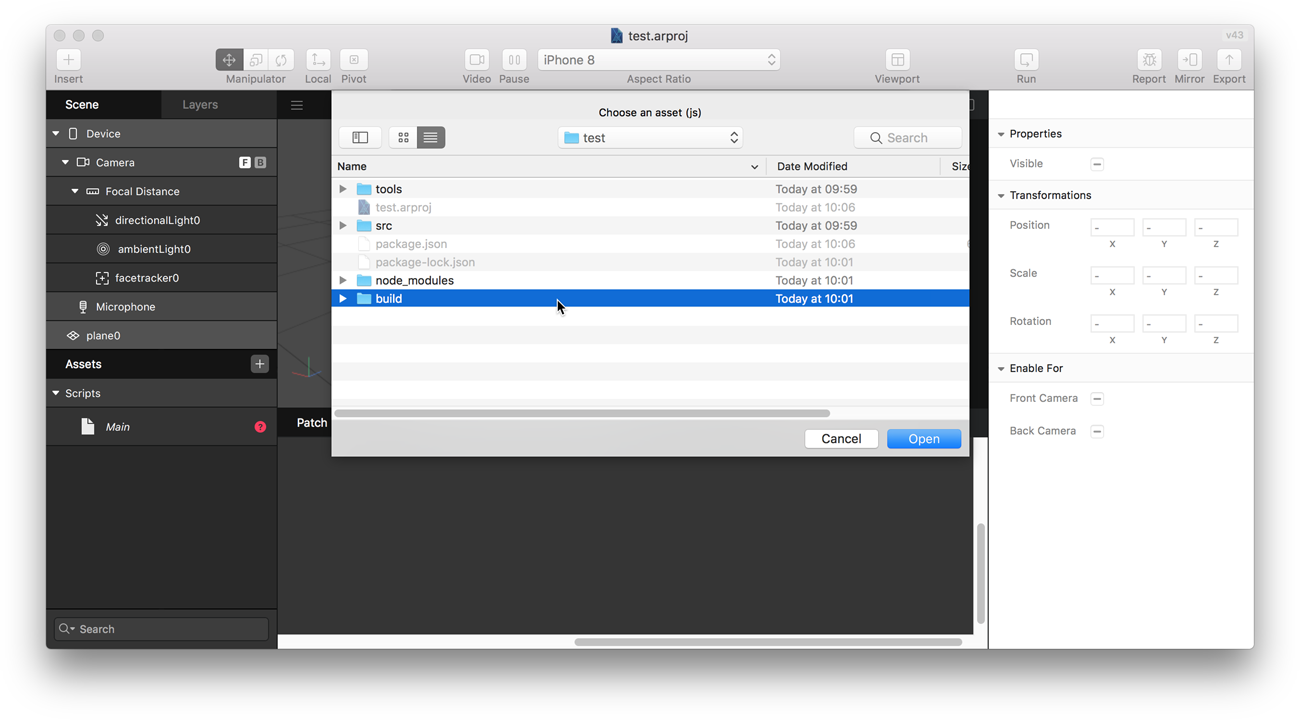 test.arproj
v43
iPhone 8
Insert
Manipulator
Local
Pivot
Video
Pause
Aspect Ratio
Viewport
Run
Report
Mirror
Export
Scene
Layers
Device
Camera
F
B
Focal Distance
directionalLight0
ambientLight0
facetracker0
Microphone
plane0
Assets
Scripts
Main
?
Search
Choose an asset (js)
test
Search
Name
Date Modified
Size
tools Today at 09:59
test.arproj Today at 10:06
src Today at 09:59
package.json Today at 10:06
package-lock.json Today at 10:01
node_modules Today at 10:01
build Today at 10:01
Cancel
Open
Patch
Properties
Visible
Transformations
Position
X Y Z
Scale
X Y Z
Rotation
X Y Z
Enable For
Front Camera
Back Camera